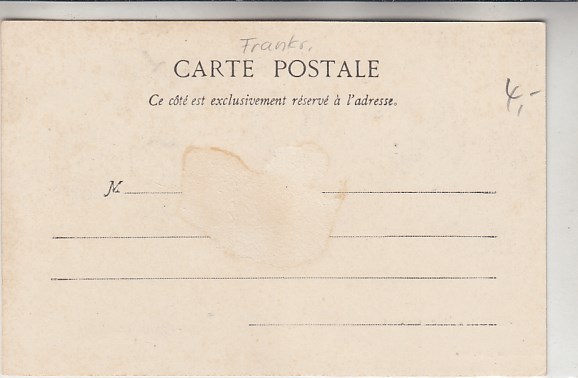 Frankr.
CARTE POSTALE
4,-
Ce côté est exclusivement réservé à l'adresse.
M